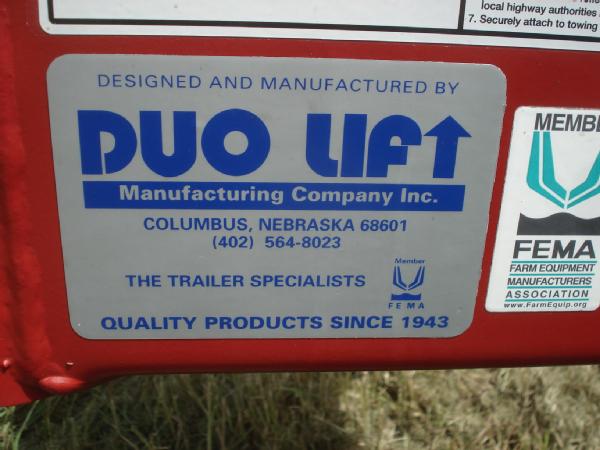 local highway authorities
7. Securely attach to towing
DESIGNED AND MANUFACTURED BY
DUO LIFT
Manufacturing Company Inc.
COLUMBUS, NEBRASKA 68601
(402) 564-8023
THE TRAILER SPECIALISTS
Member
FEMA
QUALITY PRODUCTS SINCE 1943
MEMBE
FEMA
FARM EQUIPMENT
MANUFACTURERS
ASSOCIATION
www.FarmEquip.org